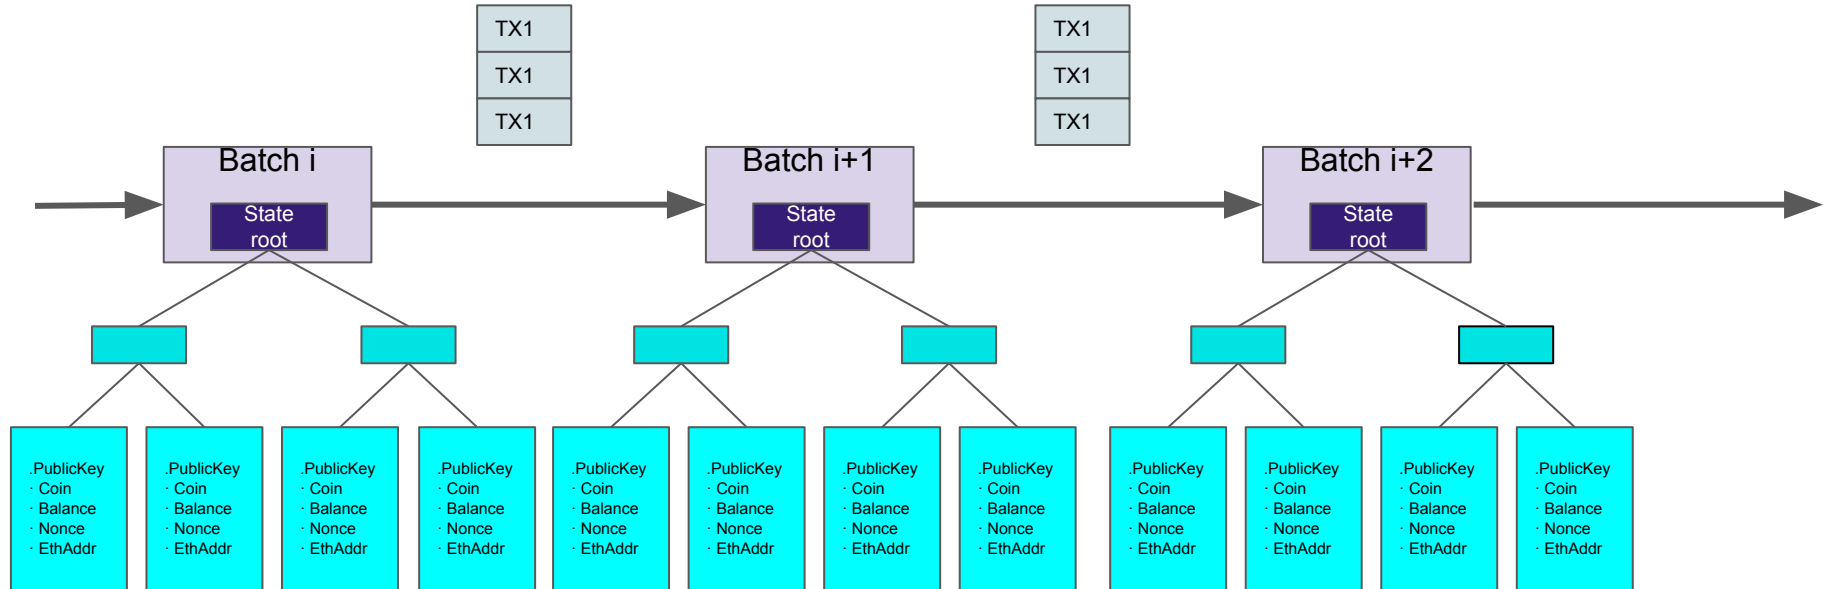 TX1
TX1
TX1
TX1
TX1
TX1
Batch i
State
root
Batch i+1
State
root
Batch i+2
State
root
.PublicKey
· Coin
· Balance
· Nonce
· EthAddr
.PublicKey
· Coin
· Balance
· Nonce
· EthAddr
.PublicKey
· Coin
· Balance
· Nonce
· EthAddr
.PublicKey
· Coin
· Balance
· Nonce
· EthAddr
.PublicKey
· Coin
· Balance
· Nonce
· EthAddr
.PublicKey
· Coin
· Balance
· Nonce
· EthAddr
.PublicKey
· Coin
· Balance
· Nonce
· EthAddr
.PublicKey
· Coin
· Balance
· Nonce
· EthAddr
.PublicKey
· Coin
· Balance
· Nonce
· EthAddr
.PublicKey
· Coin
· Balance
· Nonce
· EthAddr
.PublicKey
· Coin
· Balance
· Nonce
· EthAddr
.PublicKey
· Coin
· Balance
· Nonce
· EthAddr